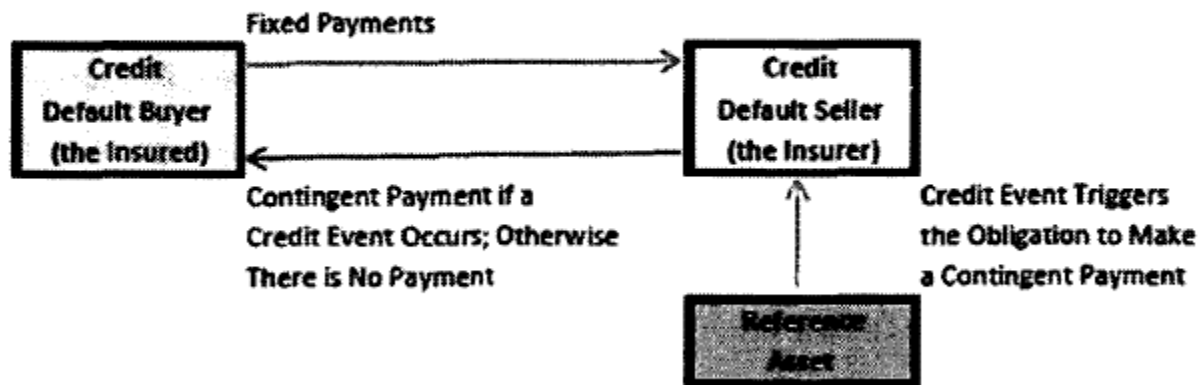 Fixed Payments
Credit
Default Buyer
(the Insured)
Credit
Default Seller
(the Insurer)
Contingent Payment if a
Credit Event Occurs; Otherwise
There is No Payment
Credit Event Triggers
the Obligation to Make
a Contingent Payment
Reference
Asset